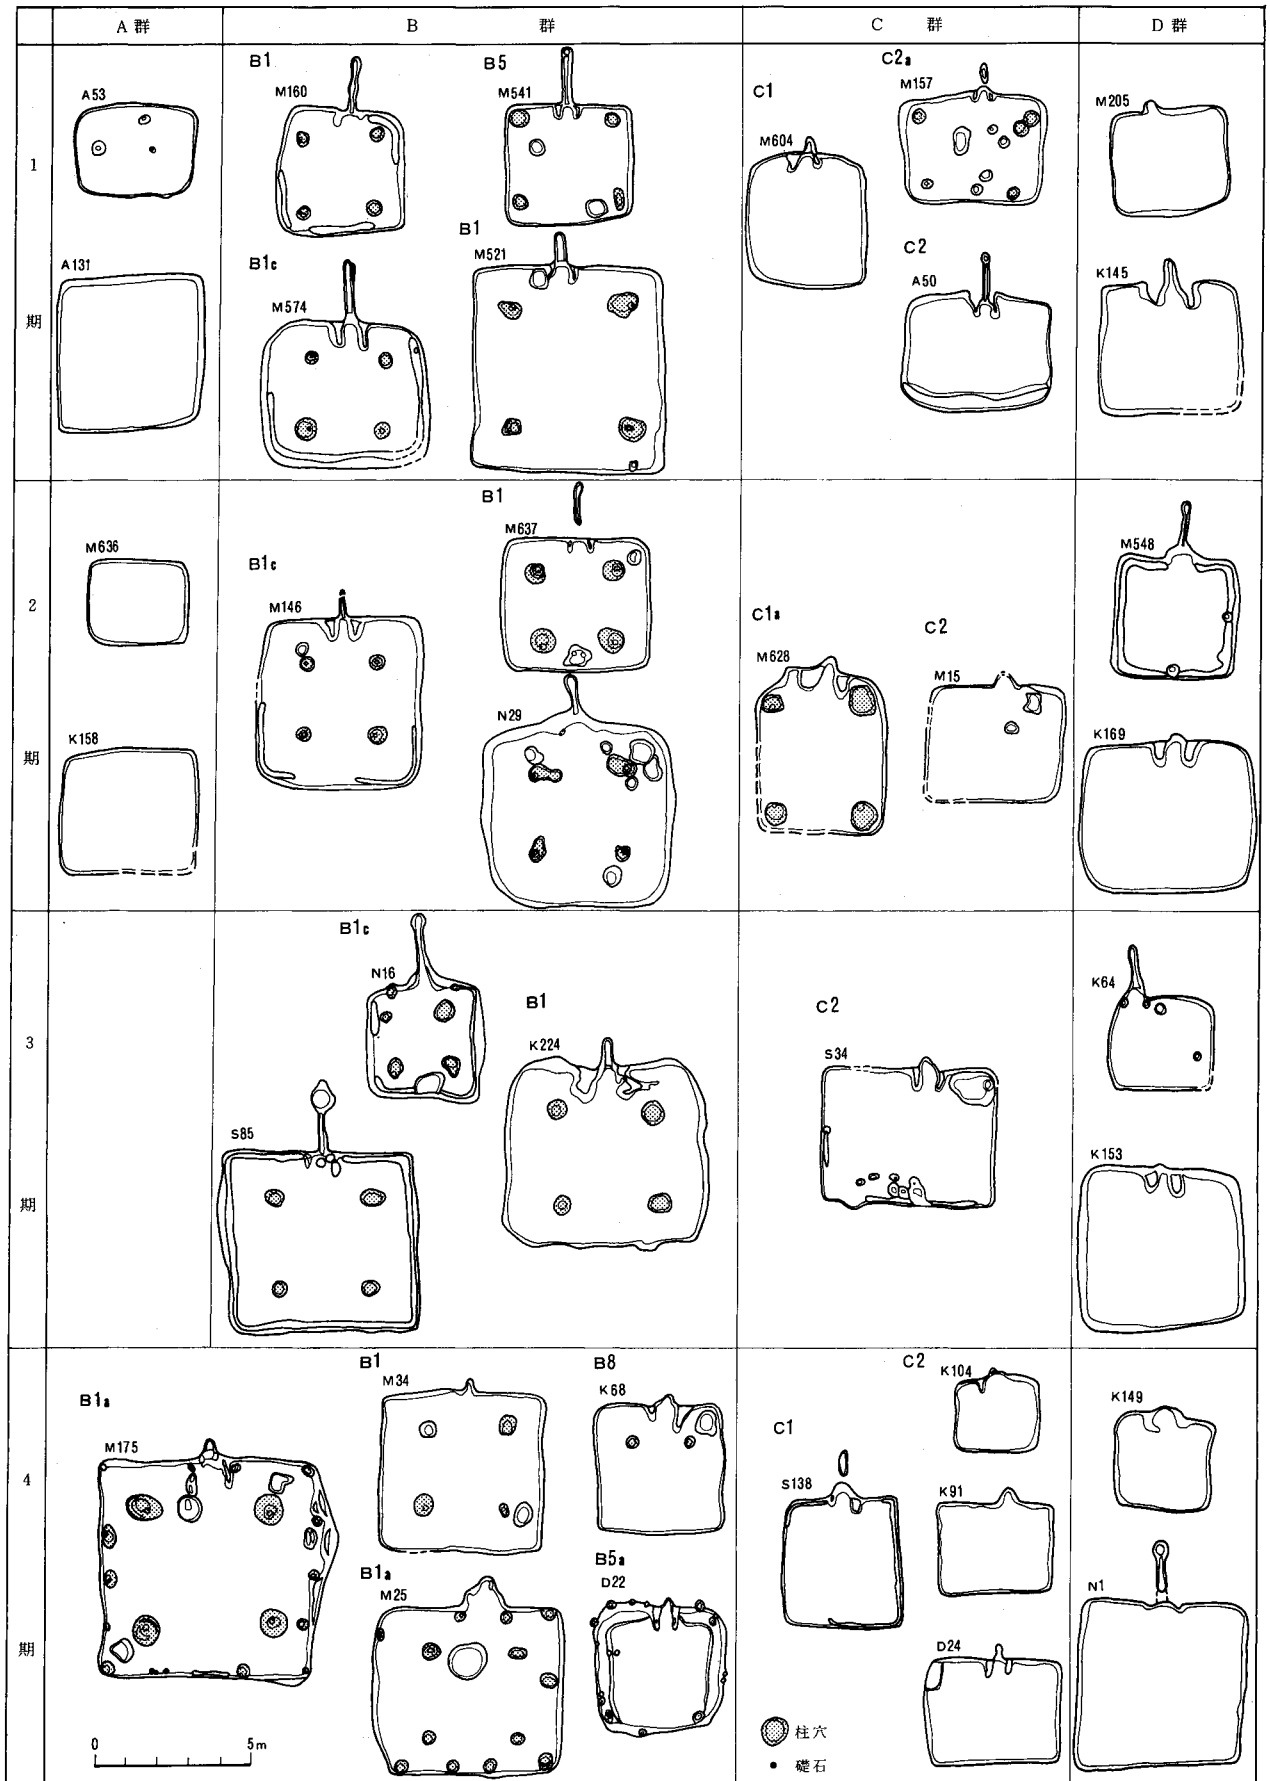 A群 B 群 C 群 D群
1 期
A53
A131
B1
M160
B5
M541
B1c
M574
B1
M521
C1
M604
C2a
M157
C2
A50
M205
K145
2 期
M636
K158
B1c
M146
B1
M637
N29
C1a
M628
C2
M15
M548
K169
3 期
B1c
N16
S85
B1
K224
C2
S34
K64
K153
4 期
B1a
M175
B1
M34
B8
K68
B1a
M25
B5a
D22
C1
S138
C2
K104
K91
D24
K149
N1
0 5m
柱穴
礎石